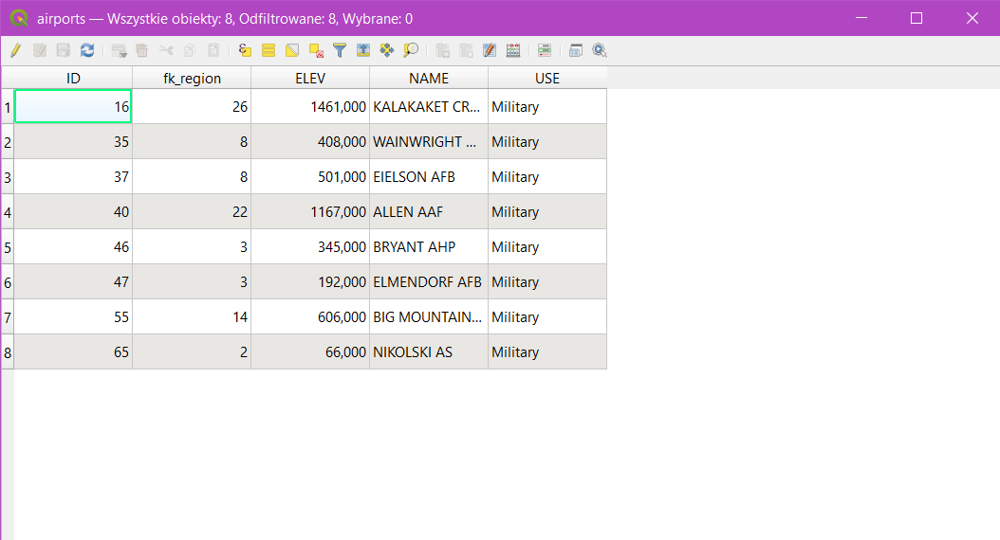 airports — Wszystkie obiekty: 8, Odfiltrowane: 8, Wybrane: 0
ID fk_region ELEV NAME USE
1 16 26 1461,000 KALAKAKET CR... Military
2 35 8 408,000 WAINWRIGHT ... Military
3 37 8 501,000 EIELSON AFB Military
4 40 22 1167,000 ALLEN AAF Military
5 46 3 345,000 BRYANT AHP Military
6 47 3 192,000 ELMENDORF AFB Military
7 55 14 606,000 BIG MOUNTAIN... Military
8 65 2 66,000 NIKOLSKI AS Military